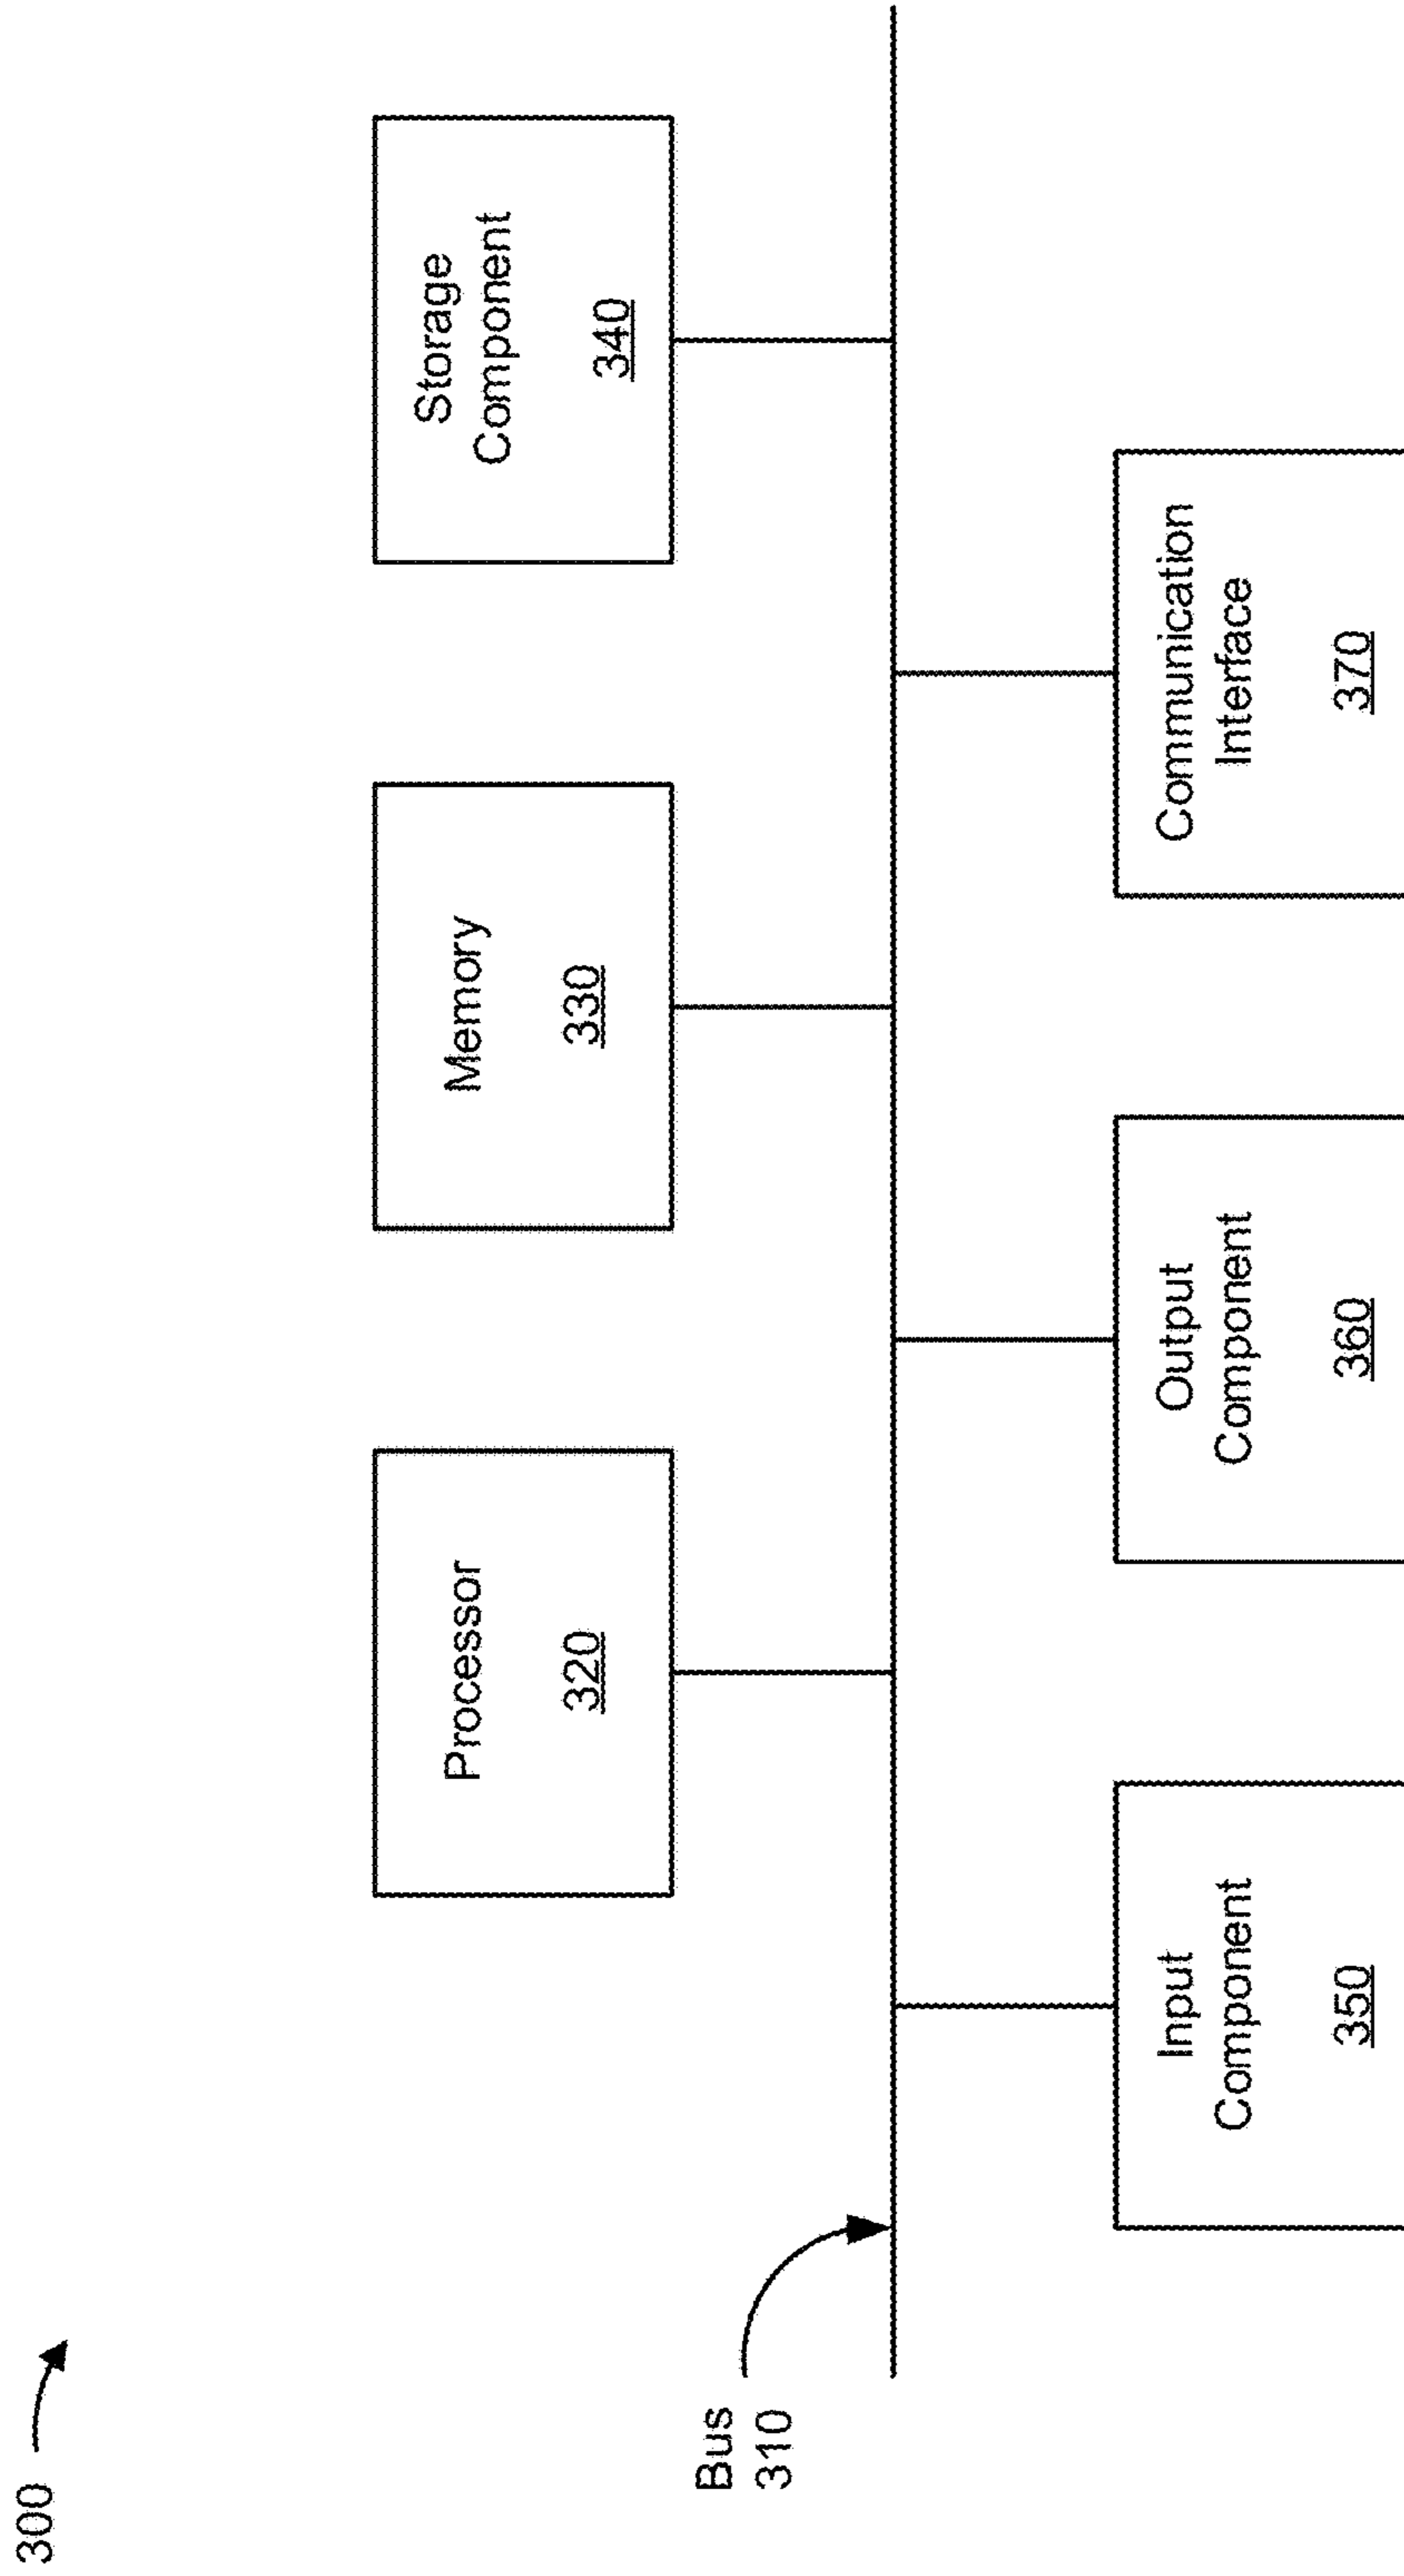 300
Processor
320
Memory
330
Storage
Component
340
Bus
310
Input
Component
350
Output
Component
360
Communication
Interface
370